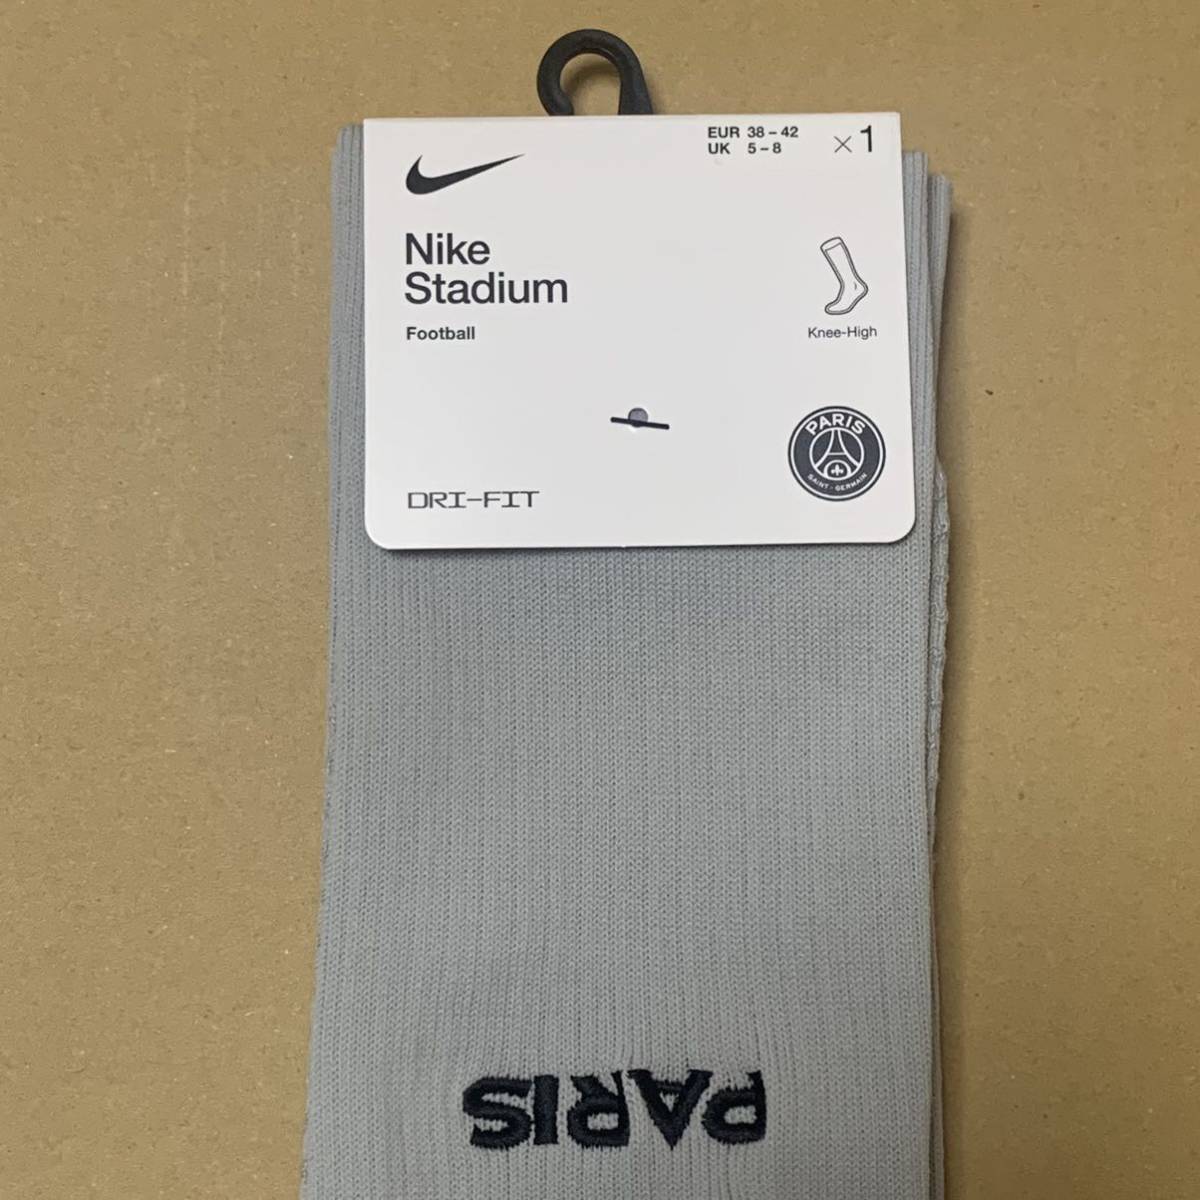 EUR 38 – 42
UK 5 – 8
×1
Nike
Stadium
Football
Knee-High
PARIS
SAINT-GERMAIN
DRI-FIT
PARIS